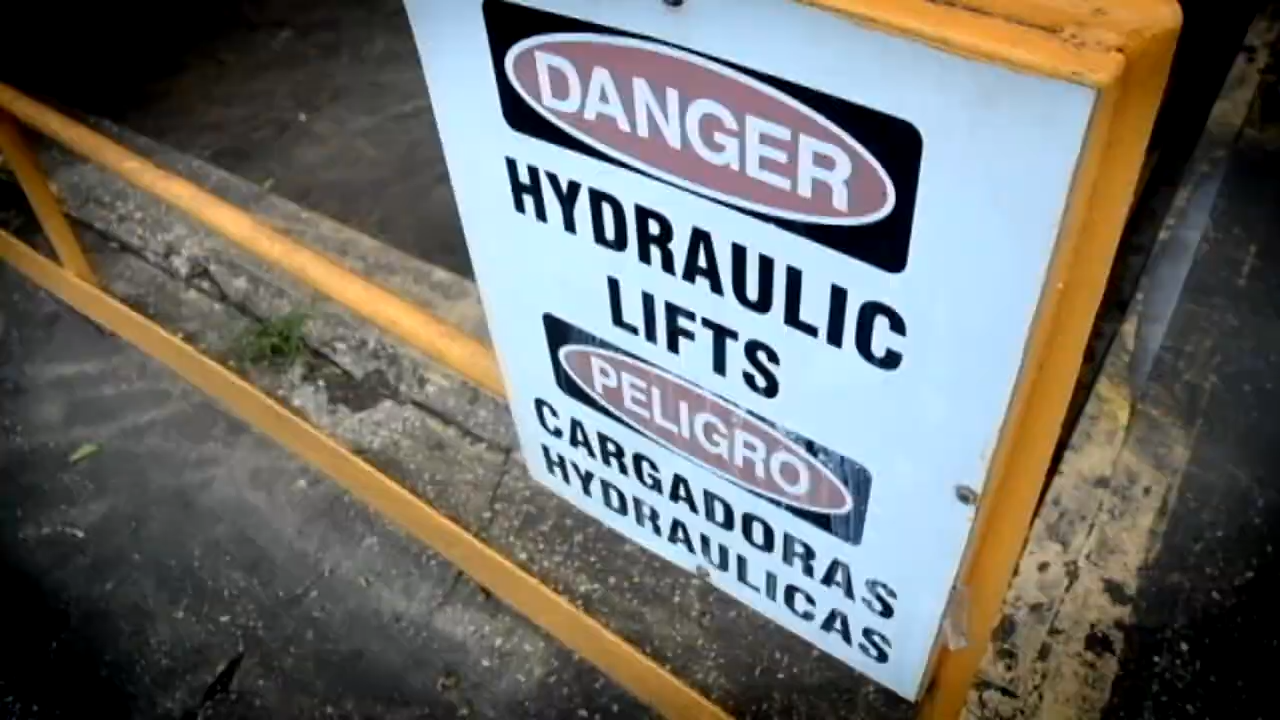 DANGER
HYDRAULIC
LIFTS
PELIGRO
CARGADORAS
HYDRAULICAS